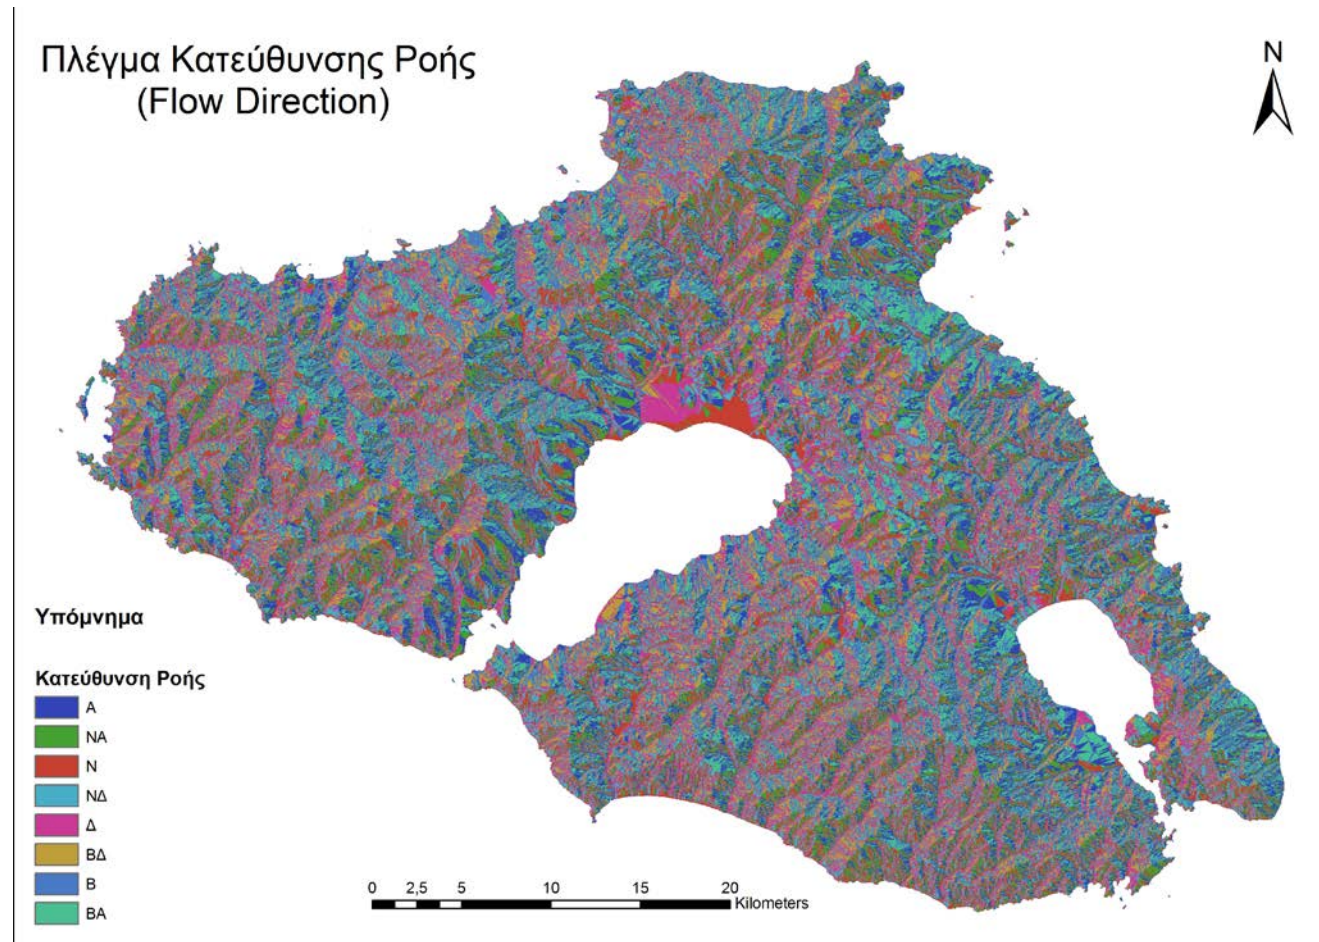 Πλέγμα Κατεύθυνσης Ροής
(Flow Direction)
N
Υπόμνημα
Κατεύθυνση Ροής
Α
ΝΑ
Ν
ΝΔ
Δ
ΒΔ
Β
ΒΑ
0 2,5 5 10 15 20
Kilometers